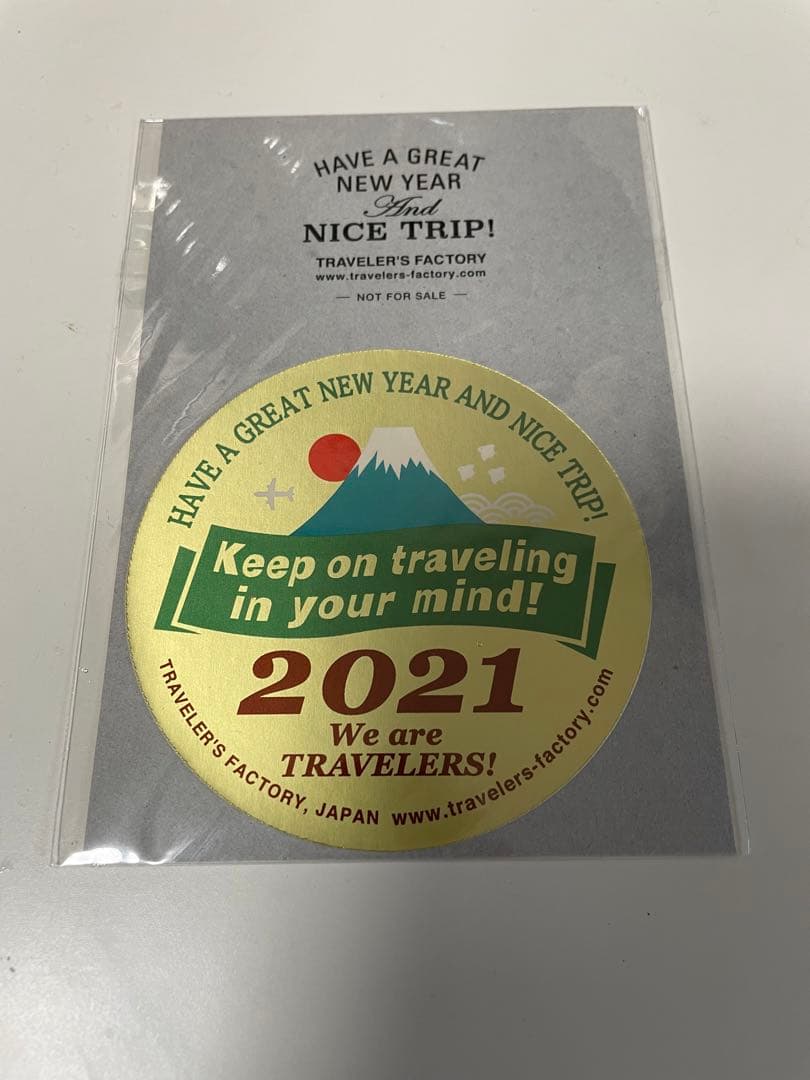 HAVE A GREAT
NEW YEAR
And
NICE TRIP!
TRAVELER'S FACTORY
www.travelers-factory.com
— NOT FOR SALE —
HAVE A GREAT NEW YEAR AND NICE TRIP!
Keep on traveling
in your mind!
2021
We are
TRAVELERS!
TRAVELER'S FACTORY, JAPAN www.travelers-factory.com